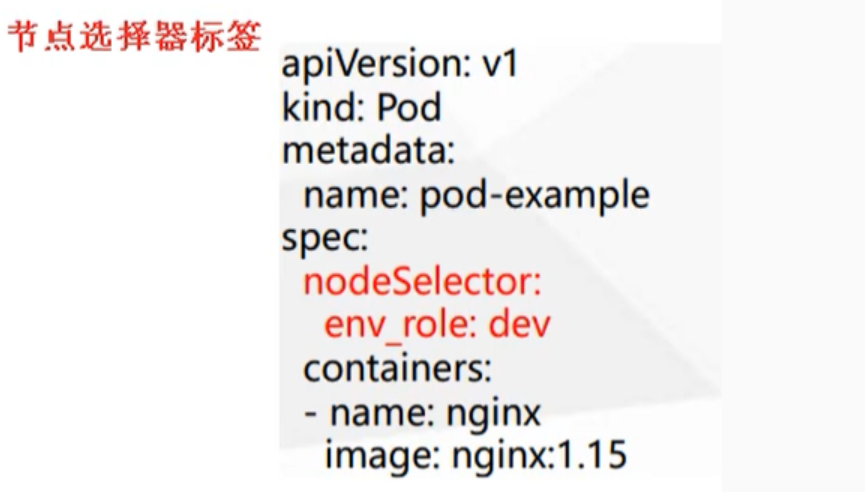 节点选择器标签
apiVersion: v1
kind: Pod
metadata:
  name: pod-example
spec:
  nodeSelector:
    env_role: dev
  containers:
  - name: nginx
    image: nginx:1.15